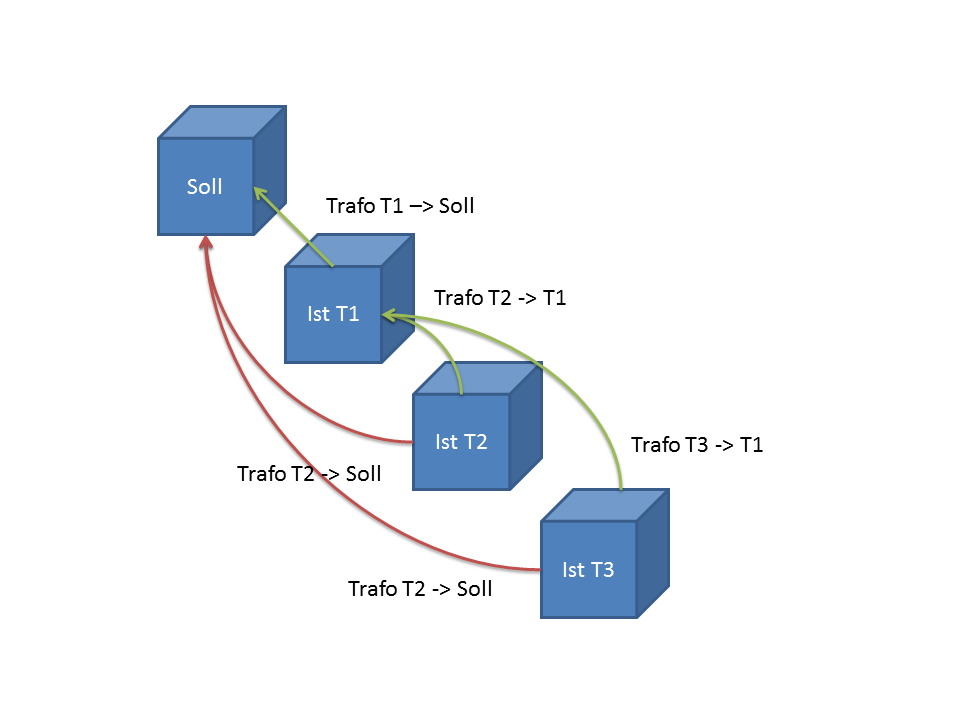 Soll
Trafo T1 –> Soll
Ist T1
Trafo T2 -> T1
Ist T2
Trafo T3 -> T1
Trafo T2 -> Soll
Ist T3
Trafo T2 -> Soll